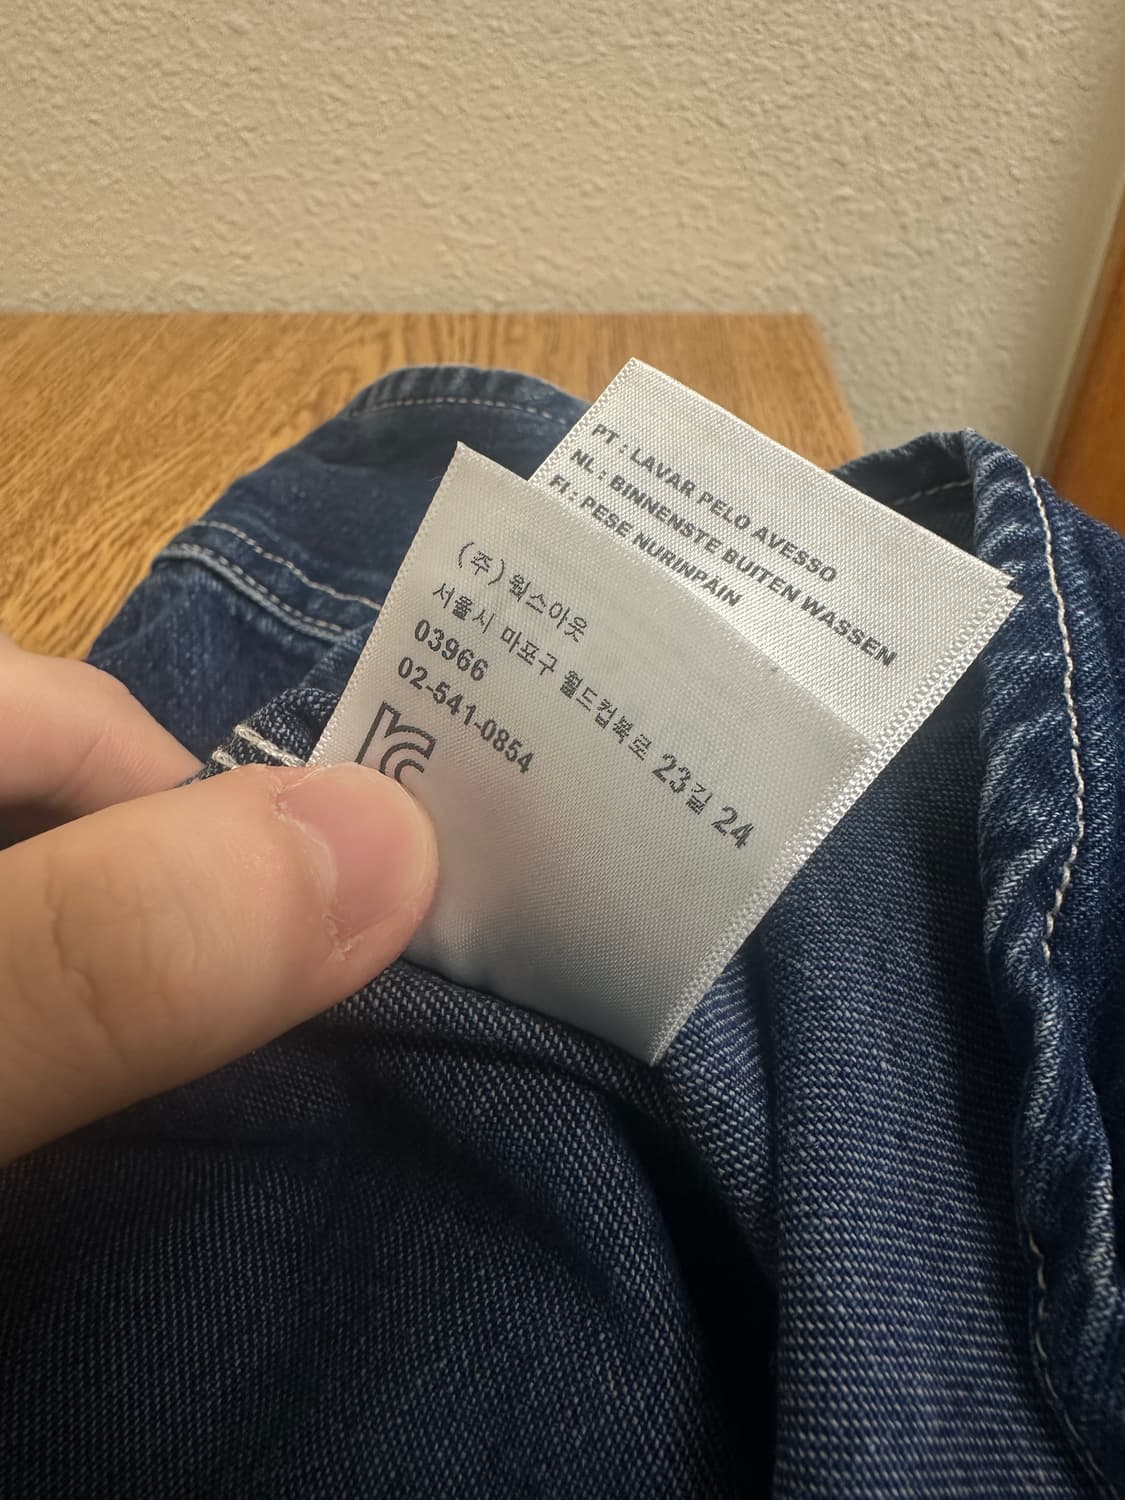 PT : LAVAR PELO AVESSO
NL : BINNENSTE BUITEN WASSEN
FI : PESE NURINPÄIN
(주) 웍스아웃
서울시 마포구 월드컵북로 23길 24
03966
02-541-0854